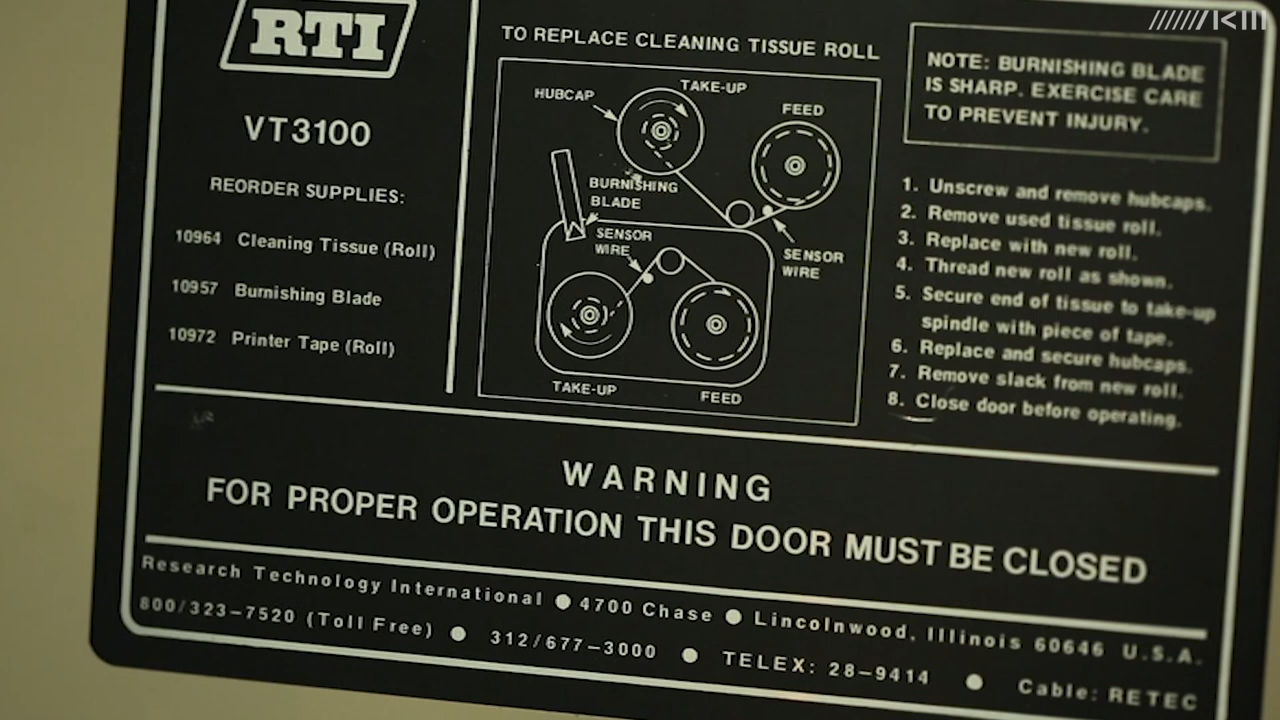 RTI
VT3100
REORDER SUPPLIES:
10964 Cleaning Tissue (Roll)
10957 Burnishing Blade
10972 Printer Tape (Roll)
TO REPLACE CLEANING TISSUE ROLL
HUBCAP
TAKE-UP
FEED
BURNISHING
BLADE
SENSOR
WIRE
SENSOR
WIRE
TAKE-UP
FEED
NOTE: BURNISHING BLADE
IS SHARP. EXERCISE CARE
TO PREVENT INJURY.
1. Unscrew and remove hubcaps.
2. Remove used tissue roll.
3. Replace with new roll.
4. Thread new roll as shown.
5. Secure end of tissue to take-up
spindle with piece of tape.
6. Replace and secure hubcaps.
7. Remove slack from new roll.
8. Close door before operating.
WARNING
FOR PROPER OPERATION THIS DOOR MUST BE CLOSED
Research Technology International ● 4700 Chase ● Lincolnwood, Illinois 60646 U.S.A.
800/323-7520 (Toll Free) ● 312/677-3000 ● TELEX: 28-9414 ● Cable: RETEC